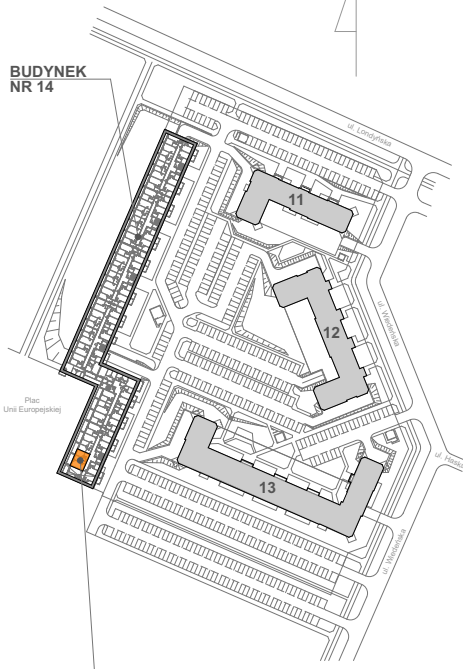 BUDYNEK
NR 14
ul. Londyńska
11
ul. Wiedeńska
12
Plac
Unii Europejskiej
ul. Haska
13
ul. Wiedeńska